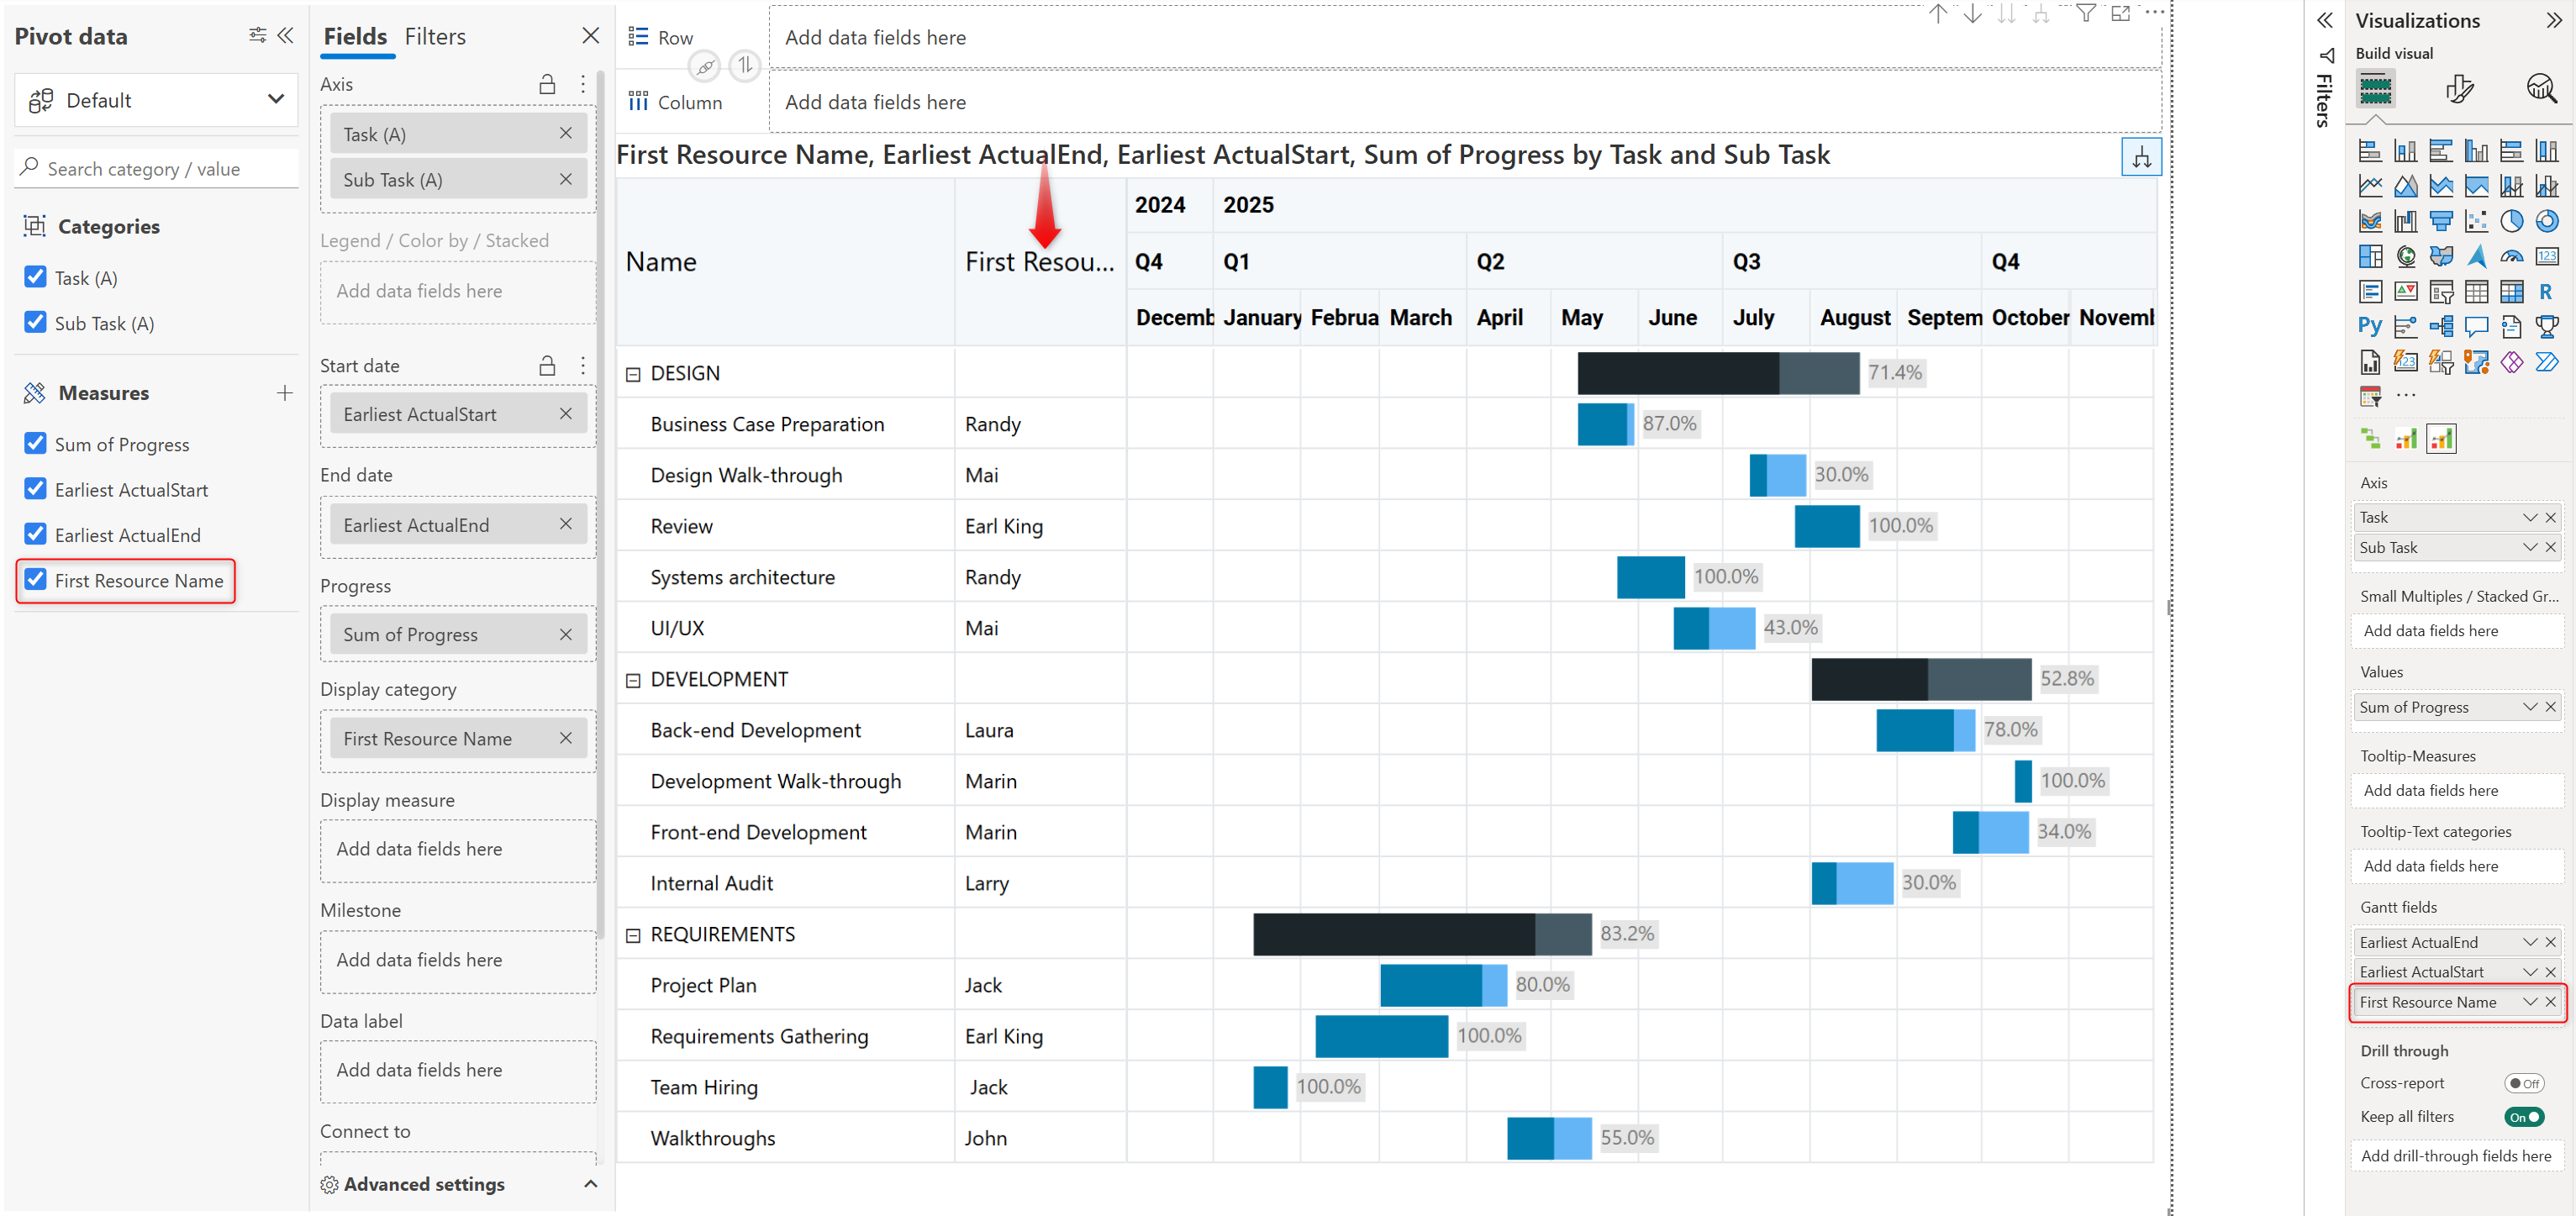 Pivot data
Default
Search category / value
Categories
Task (A)
Sub Task (A)
Measures
Sum of Progress
Earliest ActualStart
Earliest ActualEnd
First Resource Name
Fields Filters
Axis
Task (A)
Sub Task (A)
Legend / Color by / Stacked
Add data fields here
Start date
Earliest ActualStart
End date
Earliest ActualEnd
Progress
Sum of Progress
Display category
First Resource Name
Display measure
Add data fields here
Milestone
Add data fields here
Data label
Add data fields here
Connect to
Advanced settings
Row Add data fields here
Column Add data fields here
First Resource Name, Earliest ActualEnd, Earliest ActualStart, Sum of Progress by Task and Sub Task
2024 2025
Name First Resou... Q4 Q1 Q2 Q3 Q4
Decemb January Februa March April May June July August Septem October Novem
DESIGN 71.4%
Business Case Preparation Randy 87.0%
Design Walk-through Mai 30.0%
Review Earl King 100.0%
Systems architecture Randy 100.0%
UI/UX Mai 43.0%
DEVELOPMENT 52.8%
Back-end Development Laura 78.0%
Development Walk-through Marin 100.0%
Front-end Development Marin 34.0%
Internal Audit Larry 30.0%
REQUIREMENTS 83.2%
Project Plan Jack 80.0%
Requirements Gathering Earl King 100.0%
Team Hiring Jack 100.0%
Walkthroughs John 55.0%
Filters
Visualizations
Build visual
123
R
Py
123
Axis
Task
Sub Task
Small Multiples / Stacked Gr...
Add data fields here
Values
Sum of Progress
Tooltip-Measures
Add data fields here
Tooltip-Text categories
Add data fields here
Gantt fields
Earliest ActualEnd
Earliest ActualStart
First Resource Name
Drill through
Cross-report Off
Keep all filters On
Add drill-through fields here